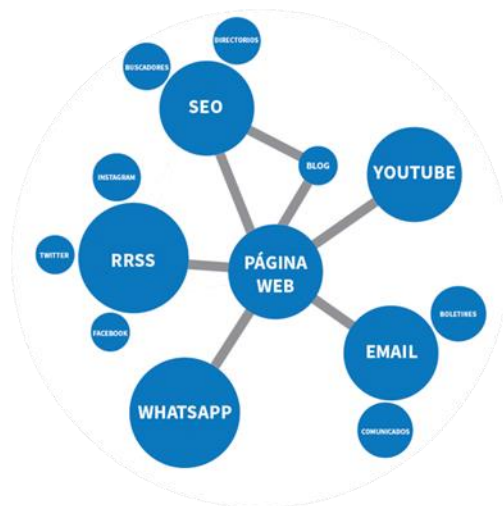 DIRECTORIOS
BUSCADORES
SEO
BLOG
YOUTUBE
INSTAGRAM
RRSS
TWITTER
FACEBOOK
PÁGINA
WEB
BOLETINES
EMAIL
WHATSAPP
COMUNICADOS